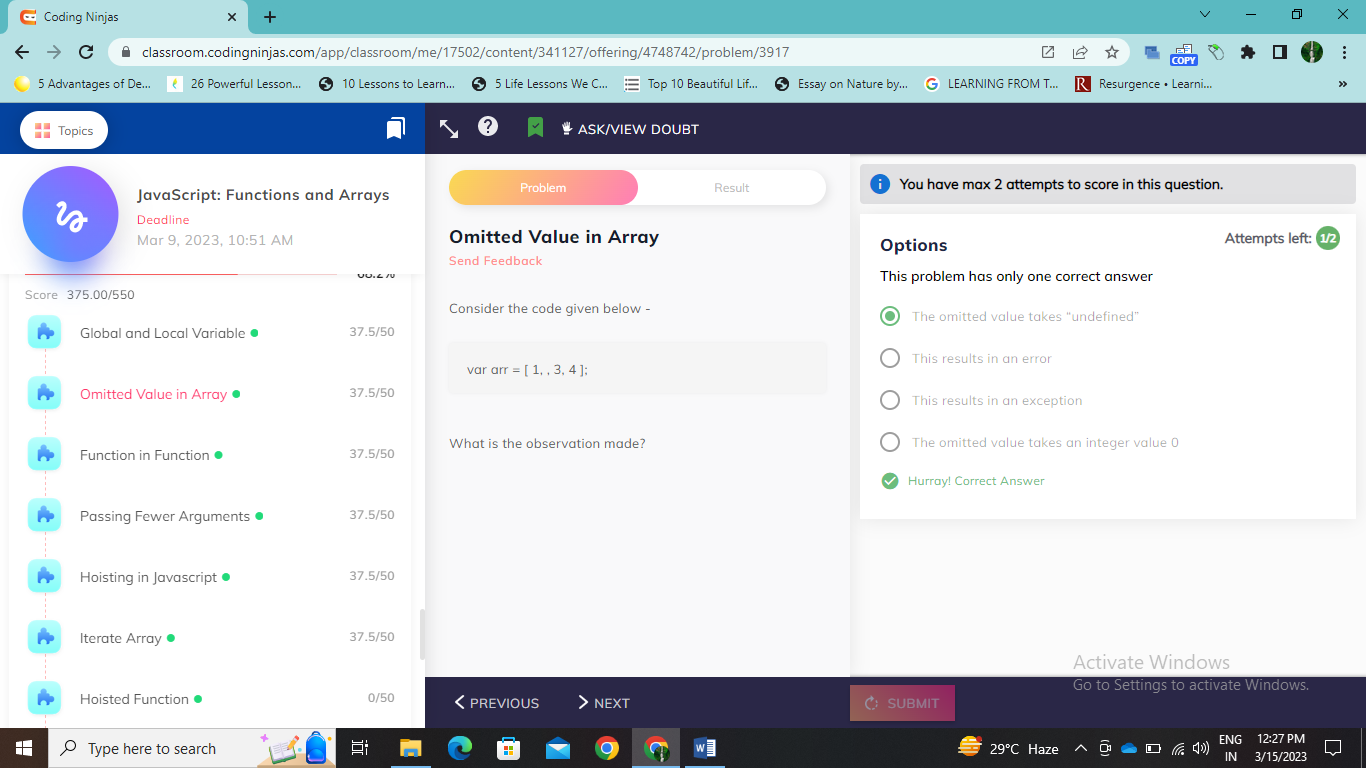 Coding Ninjas
classroom.codingninjas.com/app/classroom/me/17502/content/341127/offering/4748742/problem/3917
COPY
5 Advantages of De...
26 Powerful Lesson...
10 Lessons to Learn...
5 Life Lessons We C...
Top 10 Beautiful Lif...
Essay on Nature by...
LEARNING FROM T...
Resurgence • Learni...
»
Topics
ASK/VIEW DOUBT
JavaScript: Functions and Arrays
Deadline
Mar 9, 2023, 10:51 AM
68.2%
Score 375.00/550
Global and Local Variable 37.5/50
Omitted Value in Array 37.5/50
Function in Function 37.5/50
Passing Fewer Arguments 37.5/50
Hoisting in Javascript 37.5/50
Iterate Array 37.5/50
Hoisted Function 0/50
Problem
Result
Omitted Value in Array
Send Feedback
Consider the code given below -
var arr = [ 1, , 3, 4 ];
What is the observation made?
PREVIOUS
NEXT
You have max 2 attempts to score in this question.
Options
Attempts left: 1/2
This problem has only one correct answer
The omitted value takes “undefined”
This results in an error
This results in an exception
The omitted value takes an integer value 0
Hurray! Correct Answer
SUBMIT
Activate Windows
Go to Settings to activate Windows.
Type here to search
29°C Haze
ENG
IN
12:27 PM
3/15/2023